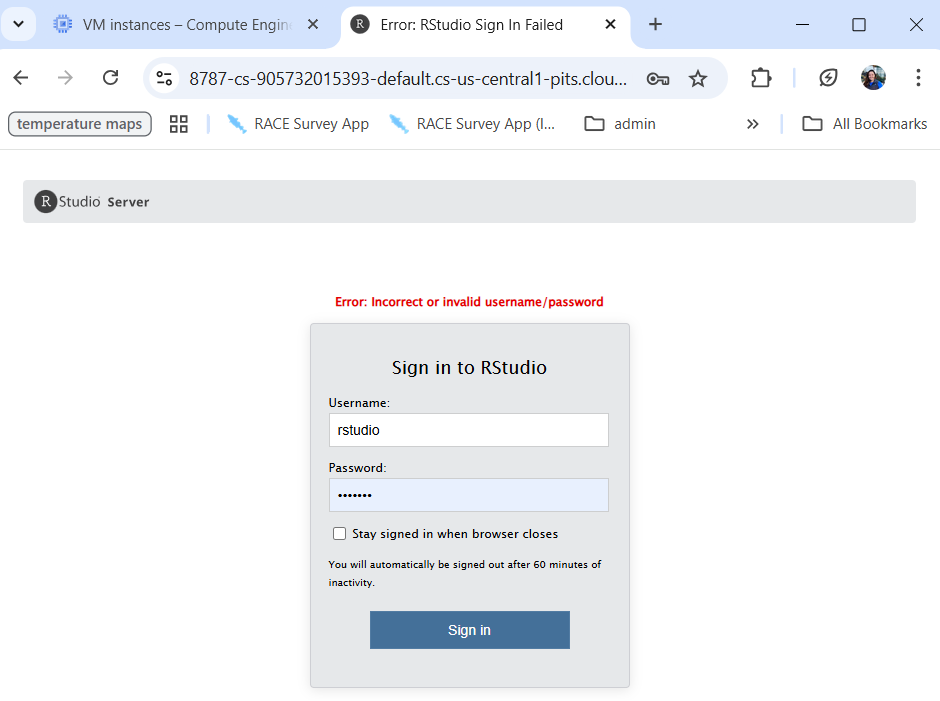 VM instances – Compute Engin
R Error: RStudio Sign In Failed
8787-cs-905732015393-default.cs-us-central1-pits.clou...
temperature maps RACE Survey App RACE Survey App (I... admin » All Bookmarks
R Studio Server
Error: Incorrect or invalid username/password
Sign in to RStudio
Username:
rstudio
Password:
•••••••
Stay signed in when browser closes
You will automatically be signed out after 60 minutes of
inactivity.
Sign in